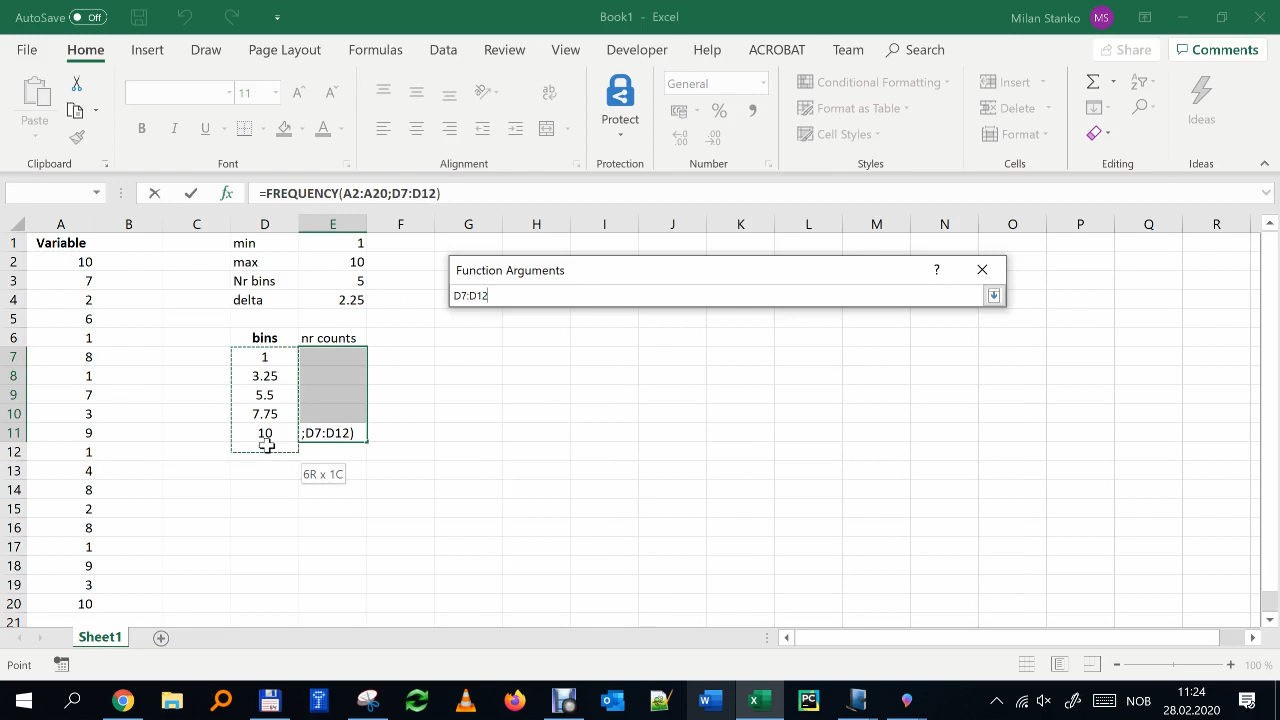 AutoSave Off Book1 - Excel Milan Stanko MS
File Home Insert Draw Page Layout Formulas Data Review View Developer Help ACROBAT Team Search Share Comments
Paste 11 General Conditional Formatting Insert Ideas
B I U Protect % Format as Table Delete
Cell Styles Format
Clipboard Font Alignment Protection Number Styles Cells Editing Ideas
fx =FREQUENCY(A2:A20;D7:D12)
A B C D E F G H I J K L M N O P Q R
1 Variable min 1
2 10 max 10
3 7 Nr bins 5
4 2 delta 2.25
5 6
6 1 bins nr counts
7 8 1
8 1 3.25
9 7 5.5
10 3 7.75
11 9 10 ;D7:D12)
12 1
13 4
14 8
15 2
16 8
17 1
18 9
19 3
20 10
21
Function Arguments ?
D7:D12
6R x 1C
Sheet1
Point 100 %
NOB 11:24
28.02.2020